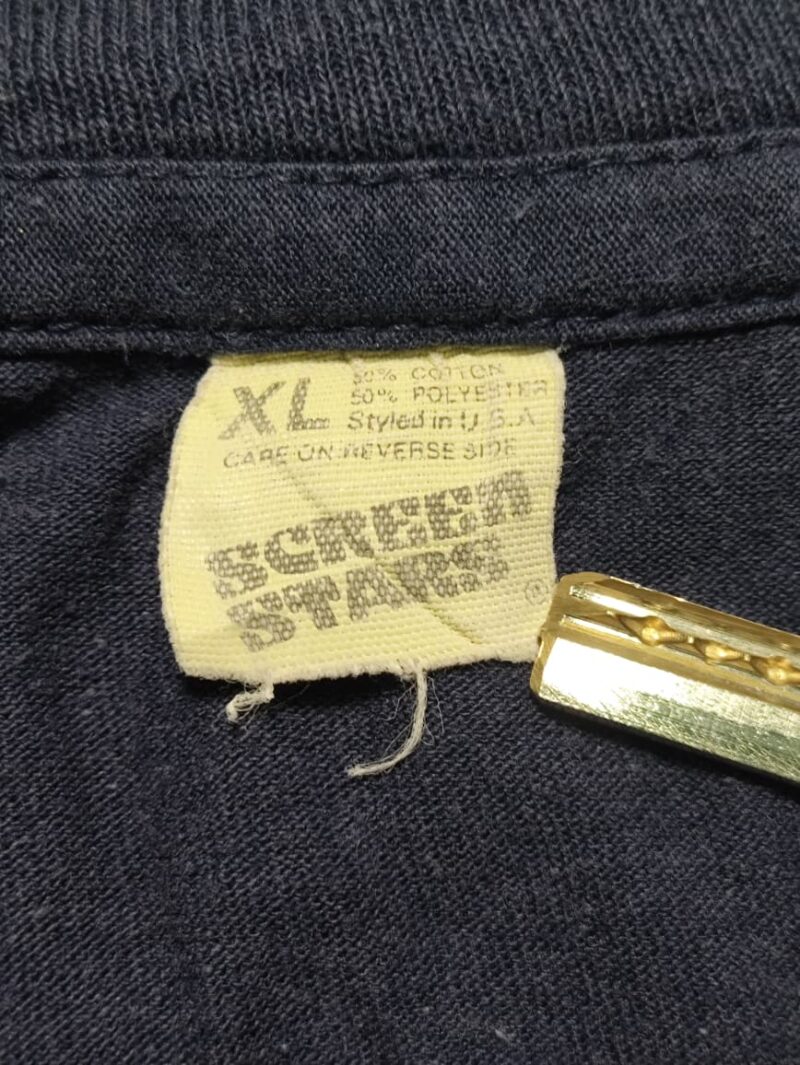 XL
50% COTTON
50% POLYESTER
Styled in U.S.A
CARE ON REVERSE SIDE
SCREEN
STARS
®